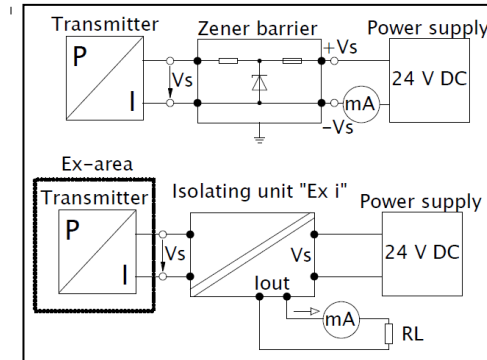 Transmitter Zener barrier Power supply
P I Vs +Vs 24 V DC
mA
−Vs
Ex-area
Transmitter Isolating unit "Ex i" Power supply
P I Vs Vs 24 V DC
Iout
mA RL